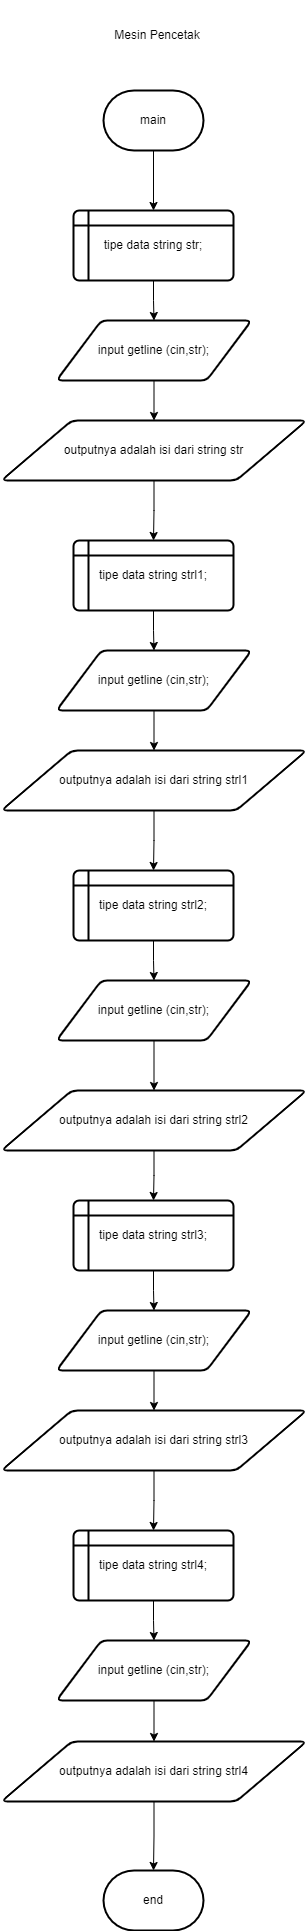 Mesin Pencetak
main
tipe data string str;
input getline (cin,str);
outputnya adalah isi dari string str
tipe data string strl1;
input getline (cin,str);
outputnya adalah isi dari string strl1
tipe data string strl2;
input getline (cin,str);
outputnya adalah isi dari string strl2
tipe data string strl3;
input getline (cin,str);
outputnya adalah isi dari string strl3
tipe data string strl4;
input getline (cin,str);
outputnya adalah isi dari string strl4
end